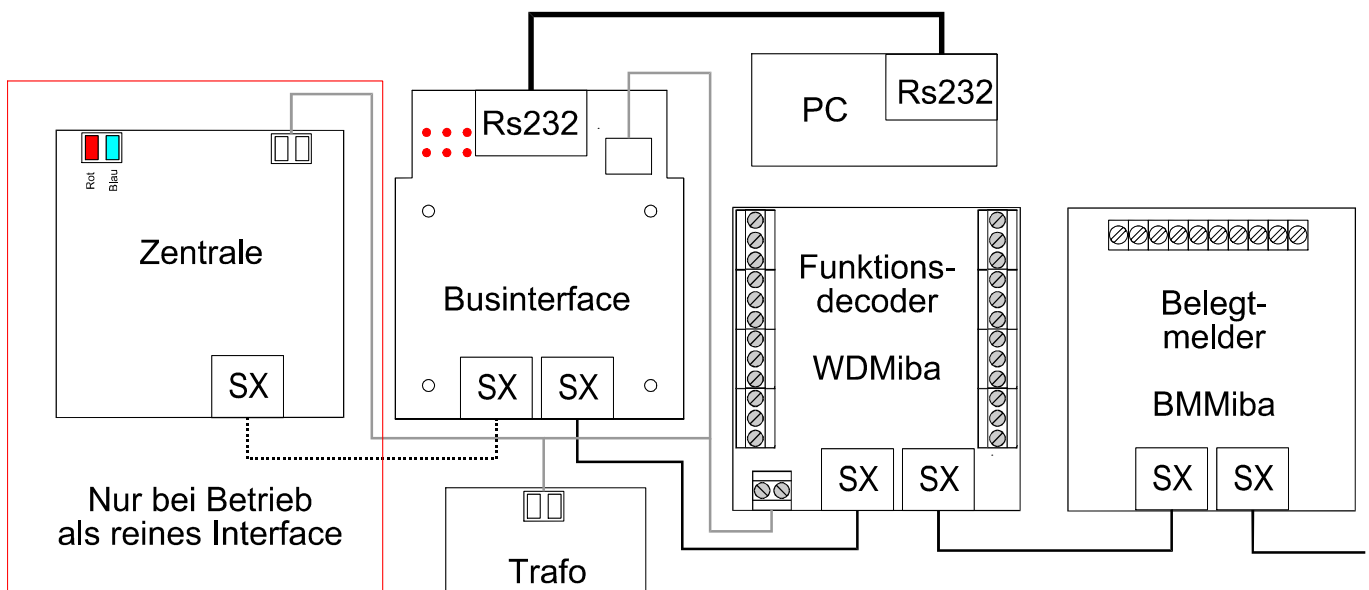 Rs232
PC
Rs232
Rot
Blau
Zentrale
SX
Businterface
SX
SX
Funktions-
decoder
WDMiba
SX
SX
Belegt-
melder
BMMiba
SX
SX
Nur bei Betrieb
als reines Interface
Trafo